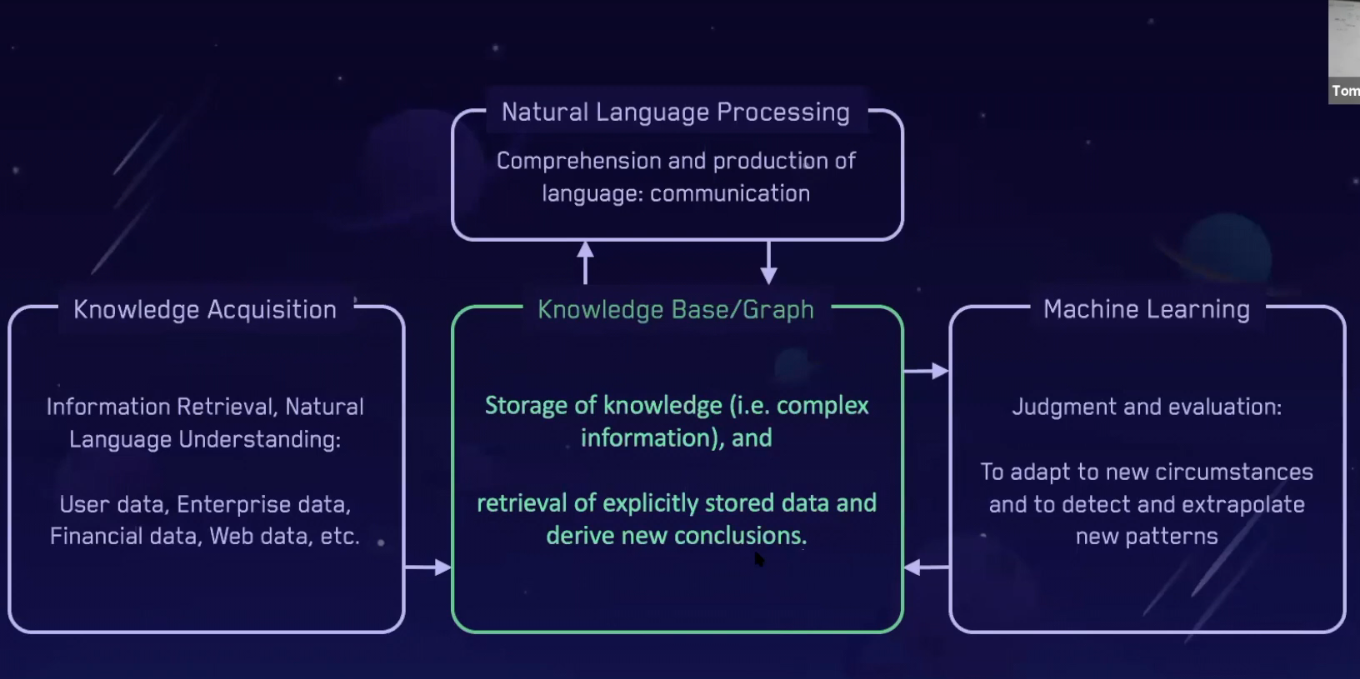 Natural Language Processing
Comprehension and production of
language: communication
Knowledge Acquisition
Information Retrieval, Natural
Language Understanding:
User data, Enterprise data,
Financial data, Web data, etc.
Knowledge Base/Graph
Storage of knowledge (i.e. complex
information), and
retrieval of explicitly stored data and
derive new conclusions.
Machine Learning
Judgment and evaluation:
To adapt to new circumstances
and to detect and extrapolate
new patterns
Tom